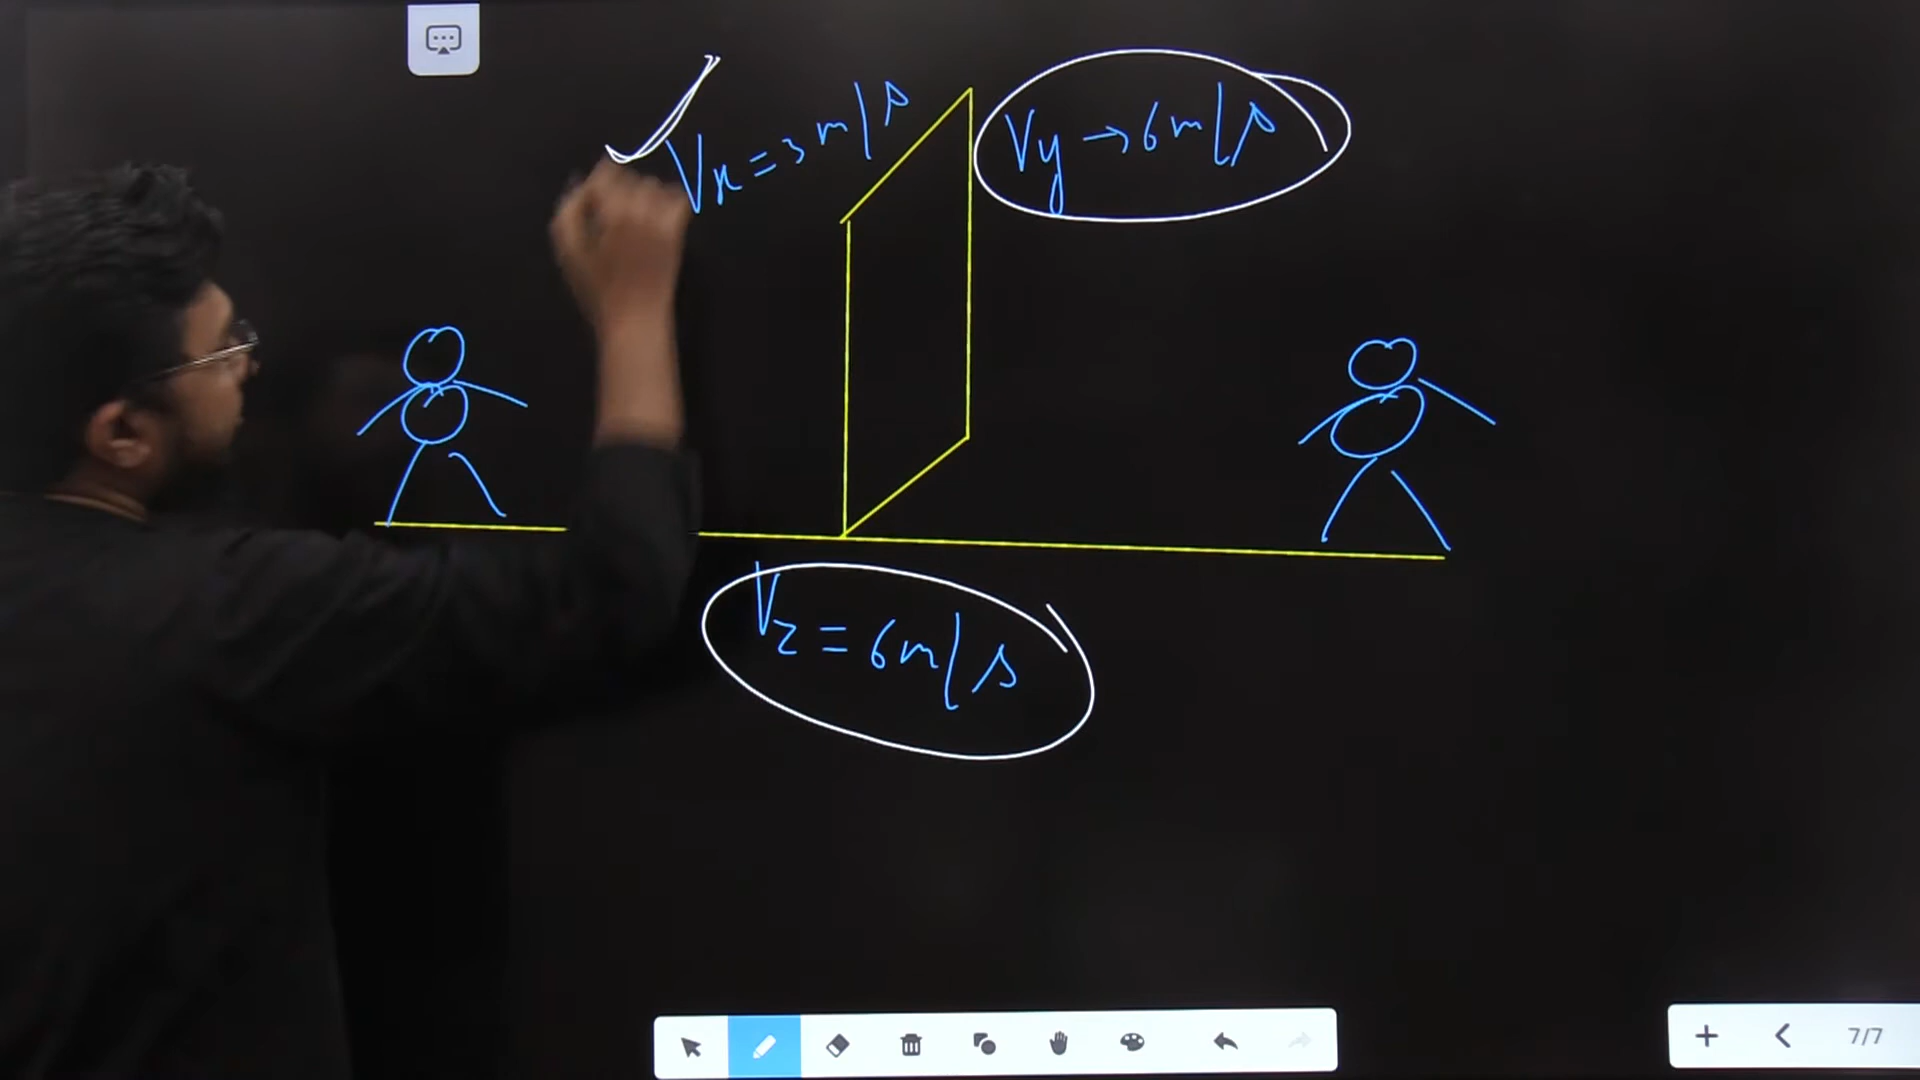 Vx = 3 m/s
Vy → 6 m/s
Vz = 6 m/s
7/7